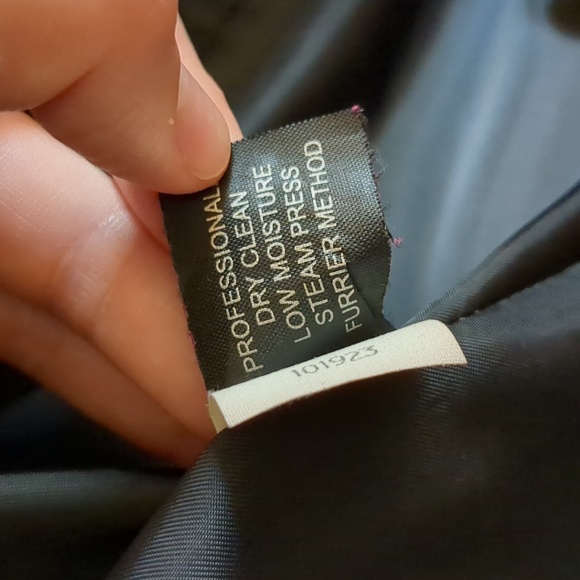 PROFESSIONAL
DRY CLEAN
LOW MOISTURE
STEAM PRESS
FURRIER METHOD
101923